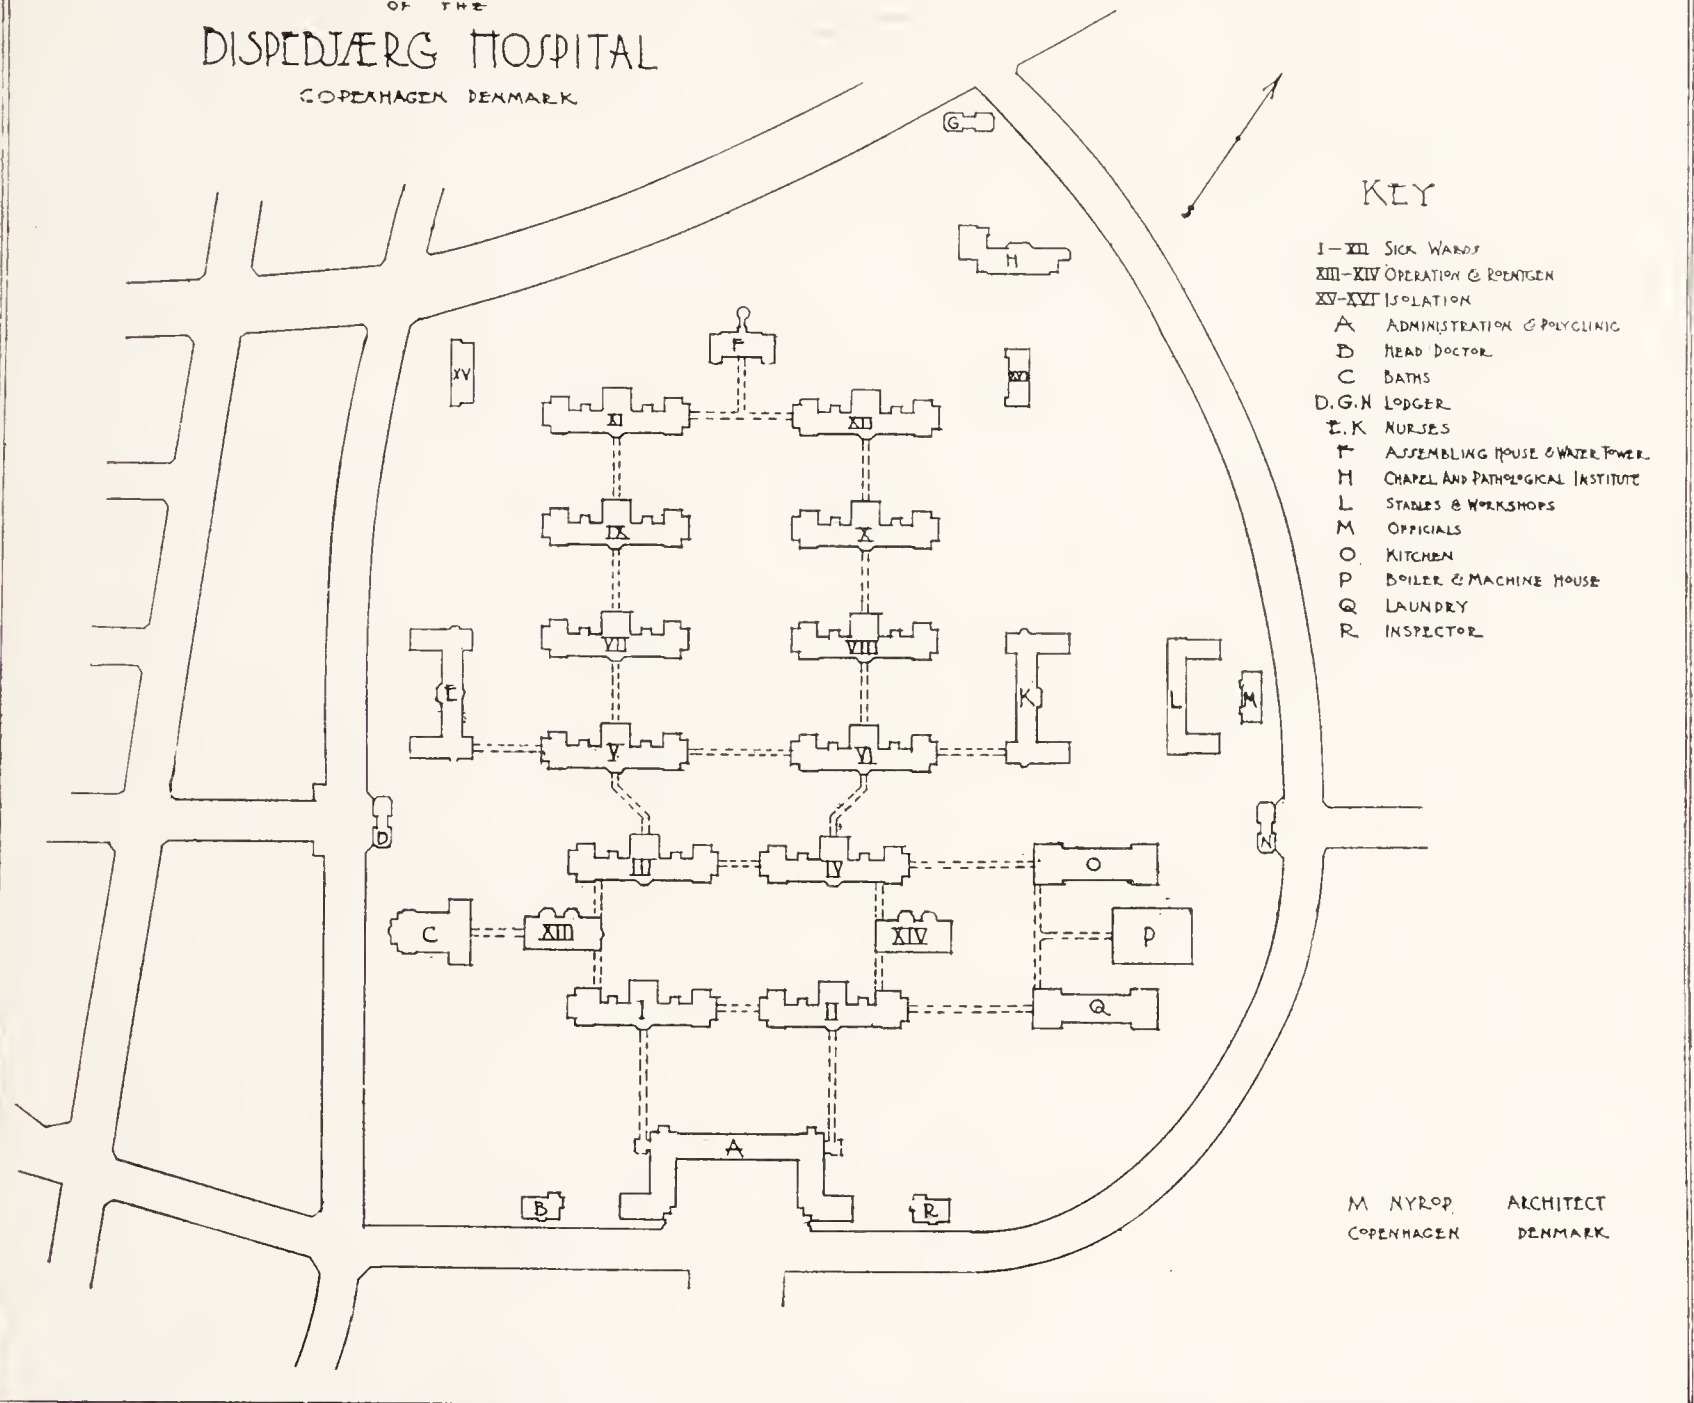 OF THE
BISPEBJÆRG HOSPITAL
COPENHAGEN DENMARK
G
KEY
I-XII SICK WARDS
XIII-XIV OPERATION & ROENTGEN
XV-XVI ISOLATION
A ADMINISTRATION & POLYCLINIC
B HEAD DOCTOR
C BATHS
D.G.N LODGER
E.K NURSES
F ASSEMBLING HOUSE & WATER TOWER
H CHAPEL AND PATHOLOGICAL INSTITUTE
L STABLES & WORKSHOPS
M OFFICIALS
O KITCHEN
P BOILER & MACHINE HOUSE
Q LAUNDRY
R INSPECTOR
H
F
XV
XVI
XI
XII
IX
X
VII
VIII
E
K
L
M
V
VI
D
N
III
IV
O
C
XIII
XIV
P
I
II
Q
A
B
R
M NYROP. ARCHITECT
COPENHAGEN DENMARK